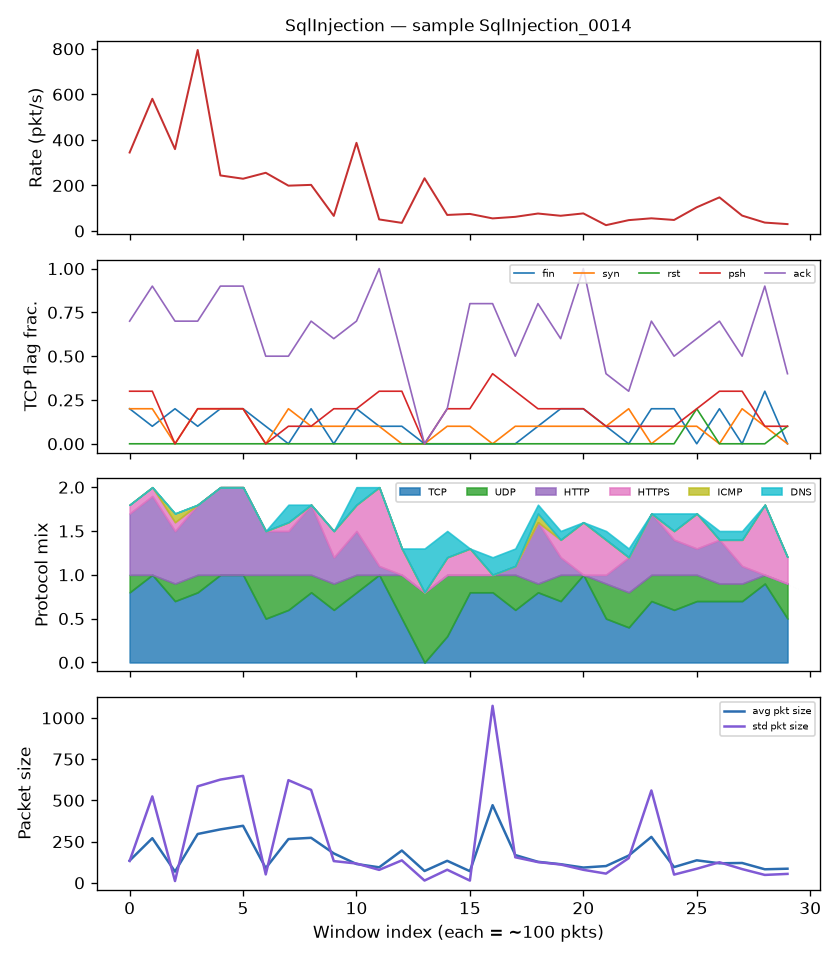 SqlInjection — sample SqlInjection_0014
800
600
400
200
0
Rate (pkt/s)
fin syn rst psh ack
1.00
0.75
0.50
0.25
0.00
TCP flag frac.
TCP UDP HTTP HTTPS ICMP DNS
2.0
1.5
1.0
0.5
0.0
Protocol mix
avg pkt size
std pkt size
1000
750
500
250
0
Packet size
0 5 10 15 20 25 30
Window index (each = ~100 pkts)